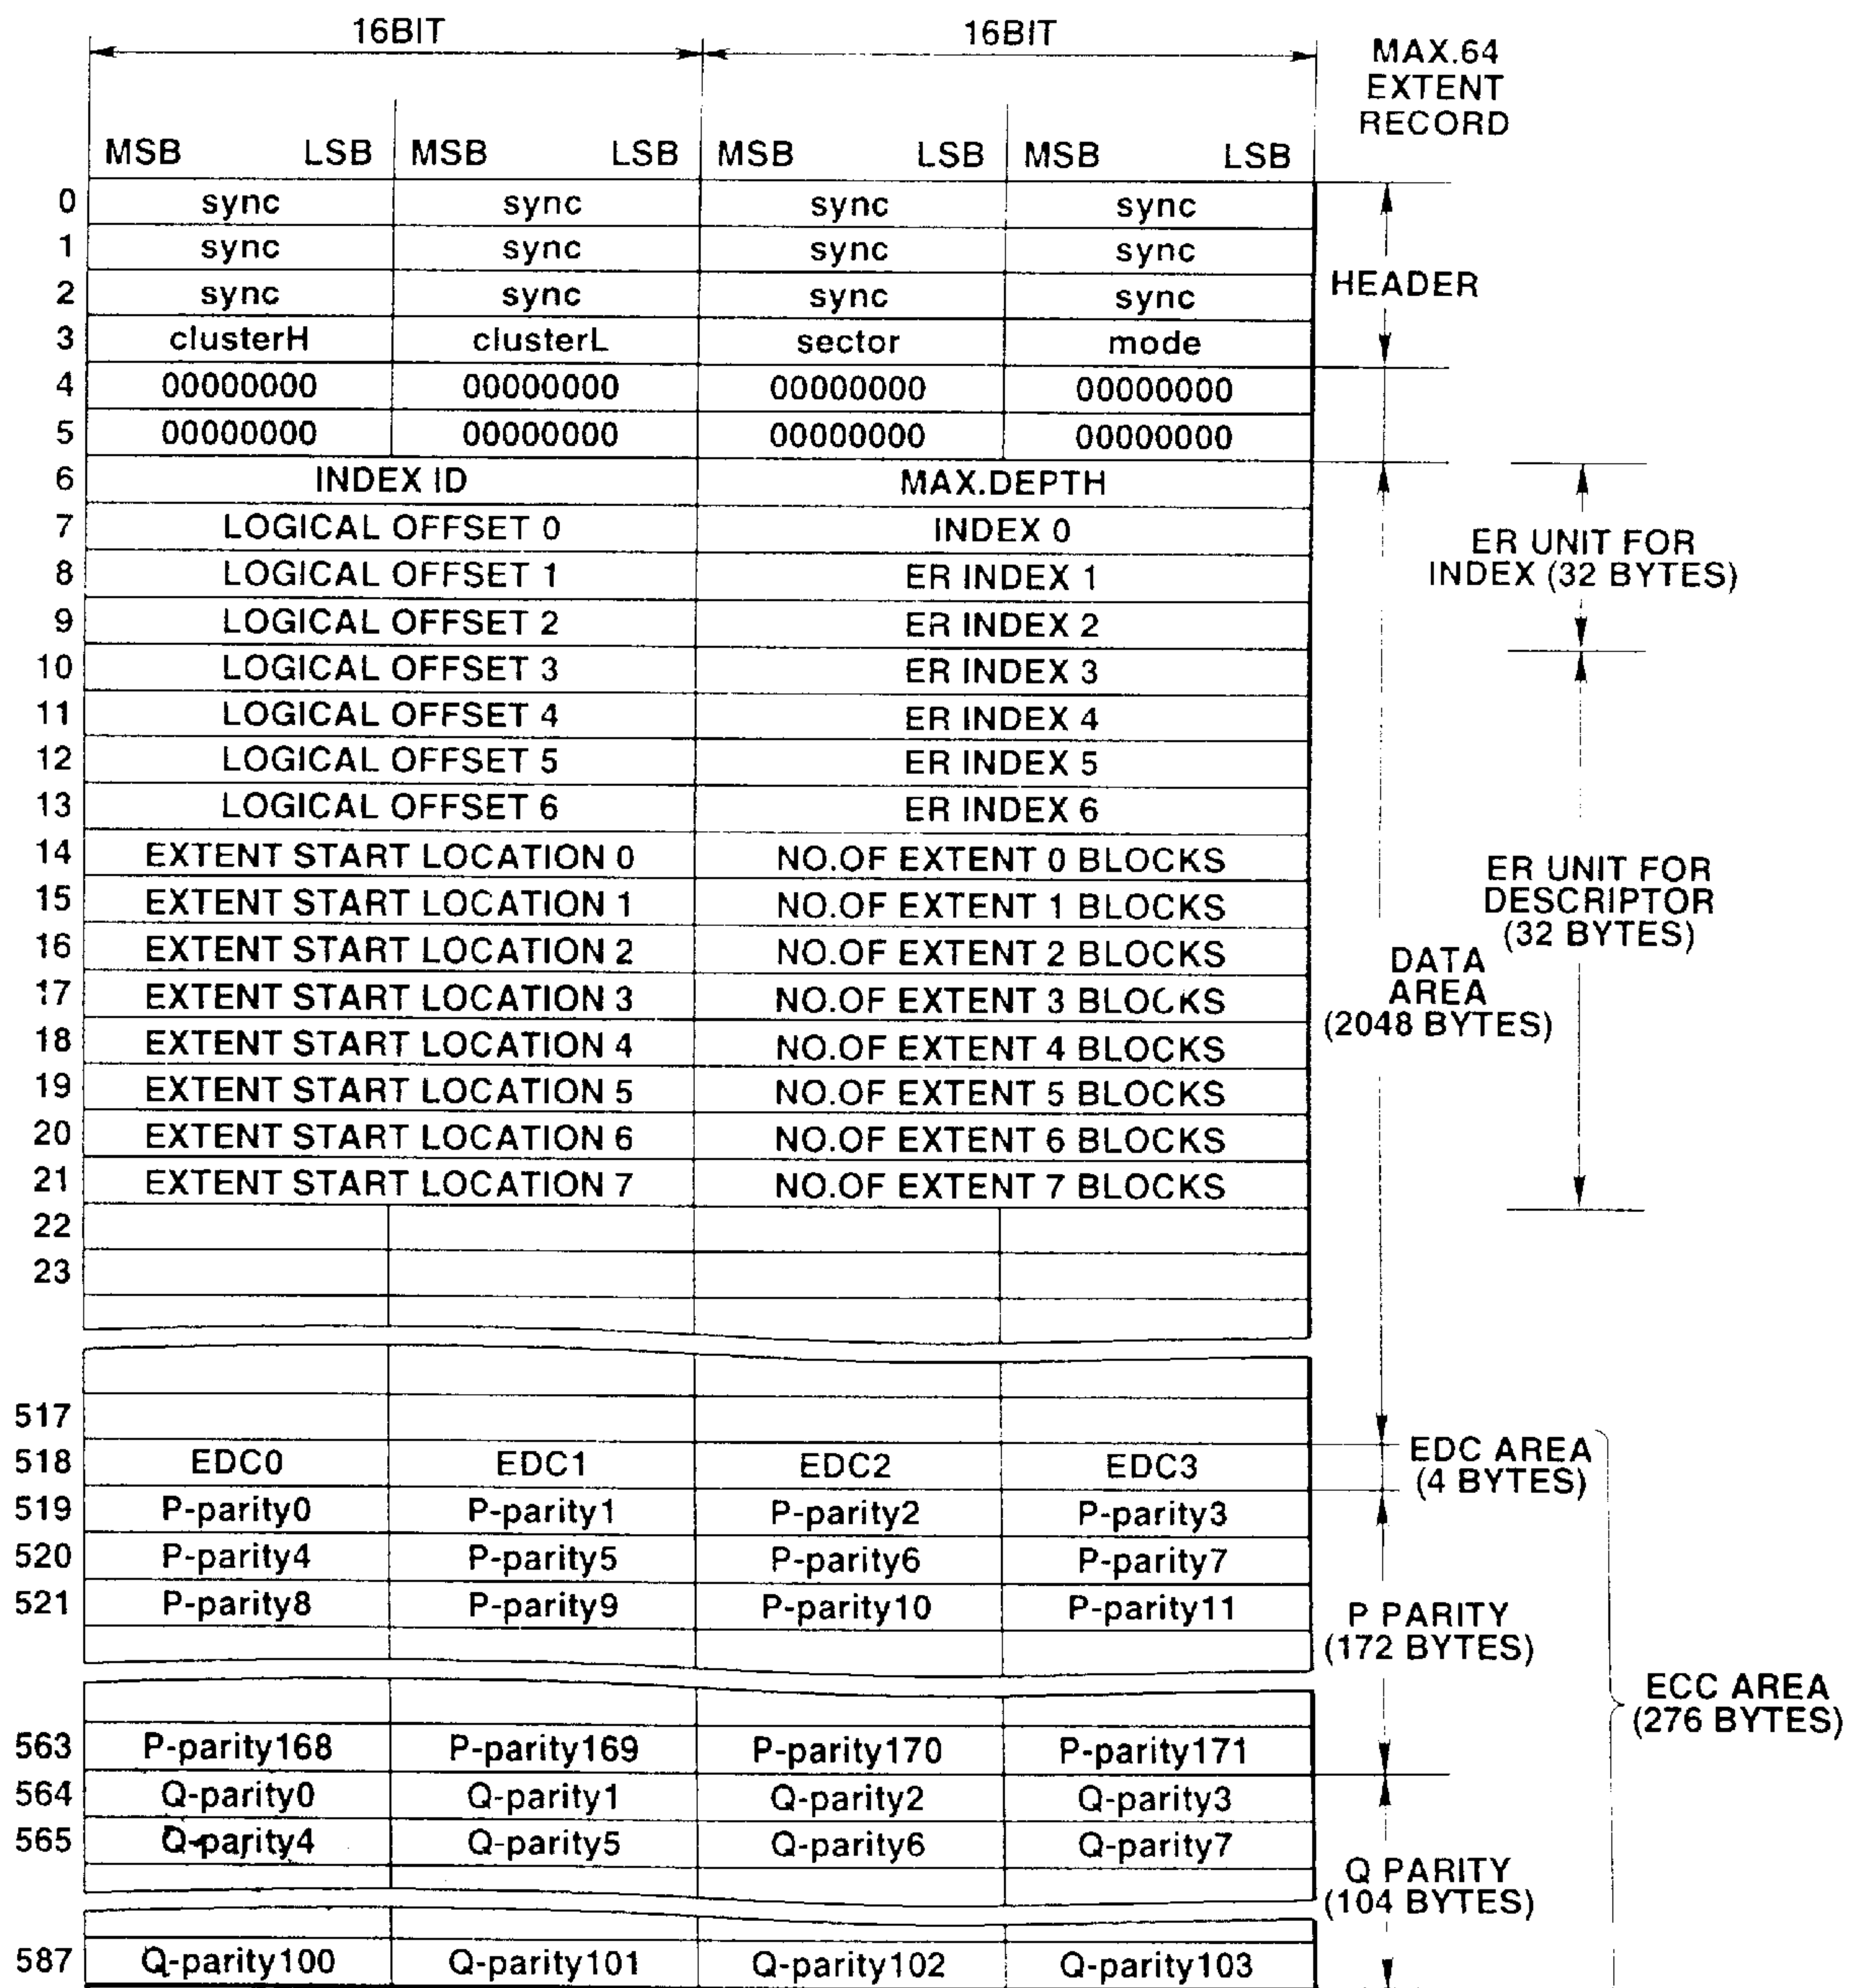 16BIT 16BIT
MAX.64
EXTENT
RECORD
MSB LSB MSB LSB MSB LSB MSB LSB
0 sync sync sync sync
1 sync sync sync sync
2 sync sync sync sync
HEADER
3 clusterH clusterL sector mode
4 00000000 00000000 00000000 00000000
5 00000000 00000000 00000000 00000000
6 INDEX ID MAX.DEPTH
7 LOGICAL OFFSET 0 INDEX 0
8 LOGICAL OFFSET 1 ER INDEX 1
ER UNIT FOR
INDEX (32 BYTES)
9 LOGICAL OFFSET 2 ER INDEX 2
10 LOGICAL OFFSET 3 ER INDEX 3
11 LOGICAL OFFSET 4 ER INDEX 4
12 LOGICAL OFFSET 5 ER INDEX 5
13 LOGICAL OFFSET 6 ER INDEX 6
14 EXTENT START LOCATION 0 NO.OF EXTENT 0 BLOCKS
15 EXTENT START LOCATION 1 NO.OF EXTENT 1 BLOCKS
ER UNIT FOR
DESCRIPTOR
(32 BYTES)
16 EXTENT START LOCATION 2 NO.OF EXTENT 2 BLOCKS
17 EXTENT START LOCATION 3 NO.OF EXTENT 3 BLOCKS
DATA
AREA
(2048 BYTES)
18 EXTENT START LOCATION 4 NO.OF EXTENT 4 BLOCKS
19 EXTENT START LOCATION 5 NO.OF EXTENT 5 BLOCKS
20 EXTENT START LOCATION 6 NO.OF EXTENT 6 BLOCKS
21 EXTENT START LOCATION 7 NO.OF EXTENT 7 BLOCKS
22
23
517
518 EDC0 EDC1 EDC2 EDC3
EDC AREA
(4 BYTES)
519 P-parity0 P-parity1 P-parity2 P-parity3
520 P-parity4 P-parity5 P-parity6 P-parity7
521 P-parity8 P-parity9 P-parity10 P-parity11
P PARITY
(172 BYTES)
ECC AREA
(276 BYTES)
563 P-parity168 P-parity169 P-parity170 P-parity171
564 Q-parity0 Q-parity1 Q-parity2 Q-parity3
565 Q-parity4 Q-parity5 Q-parity6 Q-parity7
Q PARITY
(104 BYTES)
587 Q-parity100 Q-parity101 Q-parity102 Q-parity103